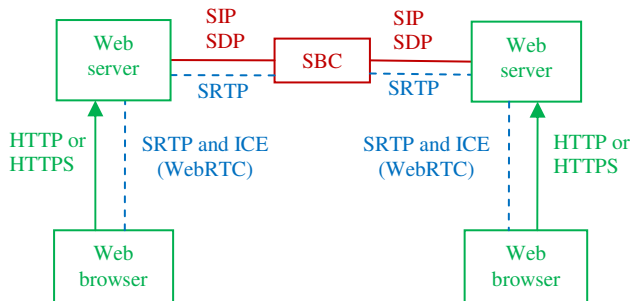 SIP
SDP
SIP
SDP
Web
server
SBC
Web
server
SRTP
SRTP
HTTP or
HTTPS
SRTP and ICE
(WebRTC)
SRTP and ICE
(WebRTC)
HTTP or
HTTPS
Web
browser
Web
browser